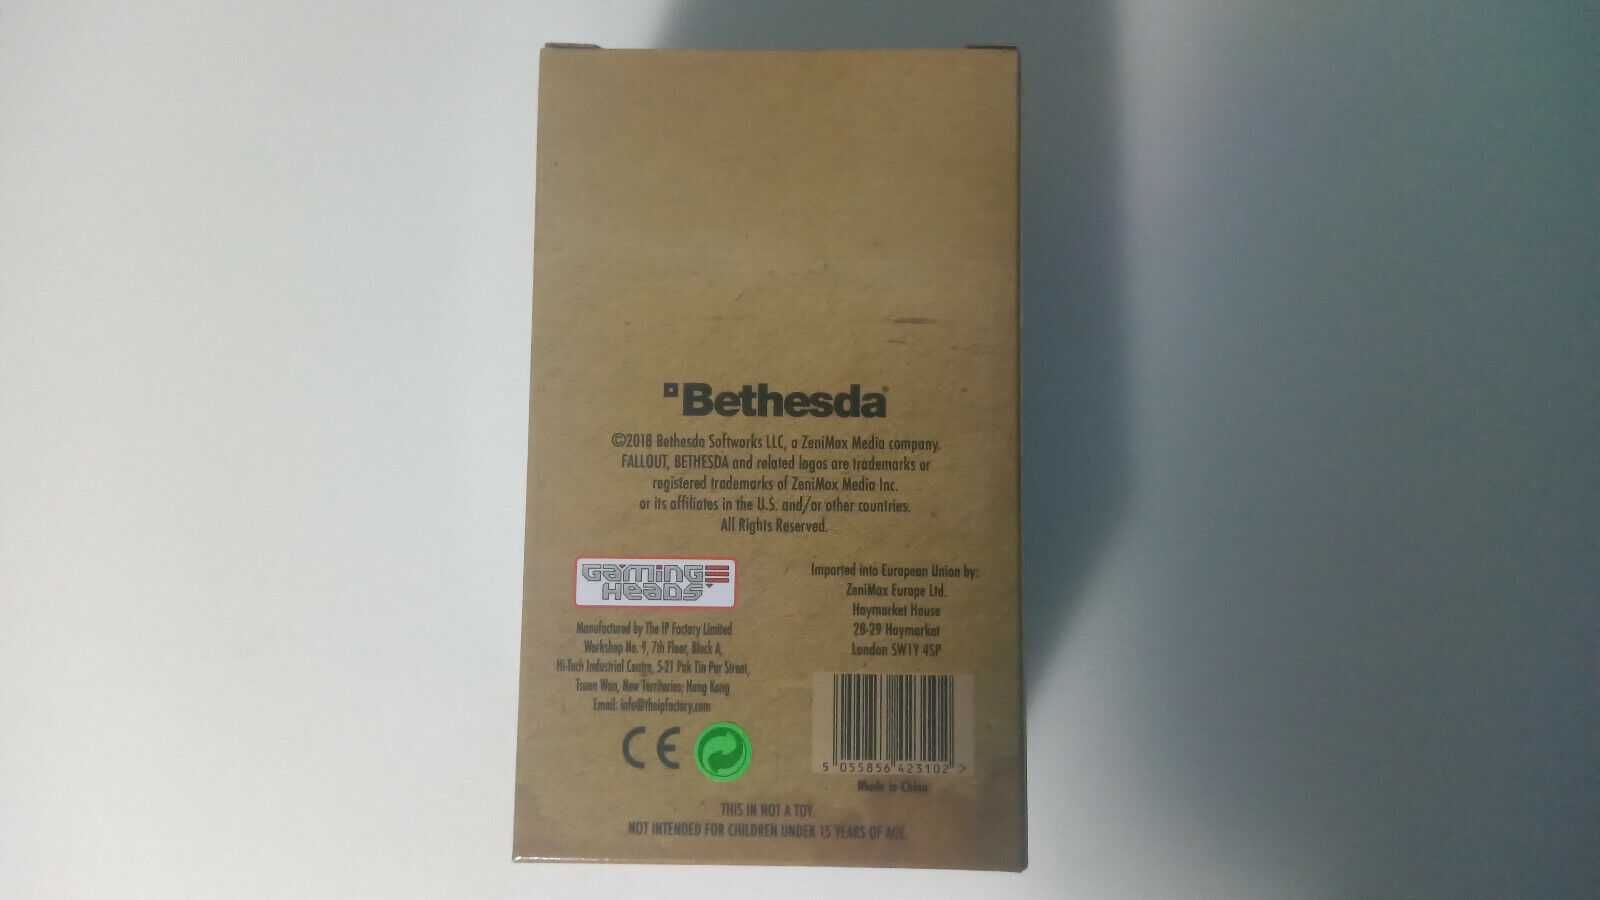 Bethesda®
©2018 Bethesda Softworks LLC, a ZeniMax Media company.
FALLOUT, BETHESDA and related logos are trademarks or
registered trademarks of ZeniMax Media Inc.
or its affiliates in the U.S. and/or other countries.
All Rights Reserved.
GAMING
HEADS
Manufactured by The IP Factory Limited
Workshop No. 9, 7th Floor, Block A,
Hi-Tech Industrial Centre, 5-21 Pak Tin Par Street,
Tsuen Wan, New Territories; Hong Kong
Email: info@theipfactory.com
CE
Imported into European Union by:
ZeniMax Europe Ltd.
Haymarket House
28-29 Haymarket
London SW1Y 4SP
5 055856 423102 >
Made in China
THIS IN NOT A TOY.
NOT INTENDED FOR CHILDREN UNDER 15 YEARS OF AGE.